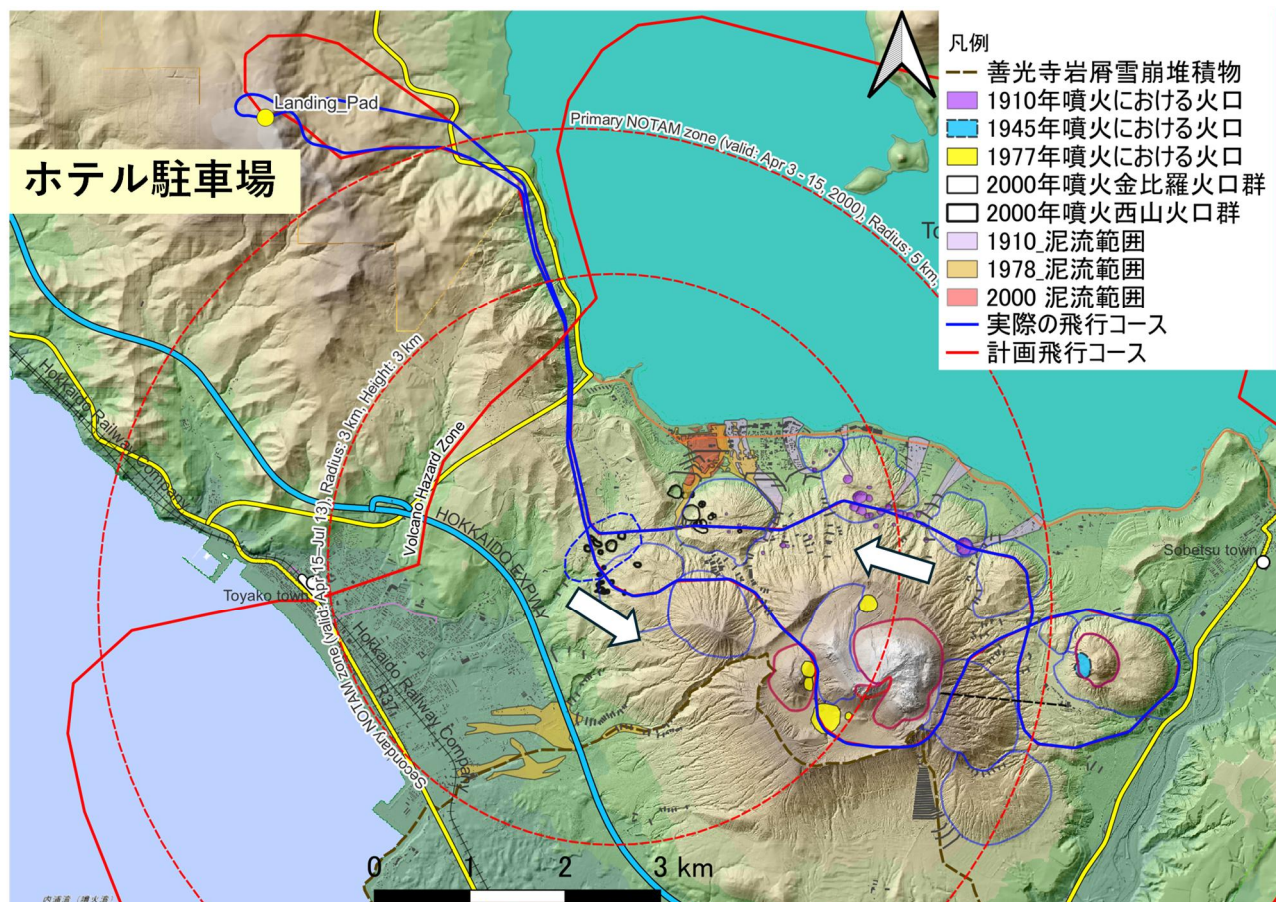 凡例
善光寺岩屑雪崩堆積物
1910年噴火における火口
1945年噴火における火口
1977年噴火における火口
2000年噴火金比羅火口群
2000年噴火西山火口群
1910_泥流範囲
1978_泥流範囲
2000 泥流範囲
実際の飛行コース
計画飛行コース
Landing_Pad
ホテル駐車場
Primary NOTAM zone (valid: Apr 3 - 15, 2000), Radius: 5 km,
To
Secondary NOTAM zone (valid: Apr 15–Jul 13), Radius: 3 km, Height: 3 km
Volcano Hazard Zone
Hokkaido Railway Company
HOKKAIDO EXPWY
Toyako town
Hokkaido Railway Company
R37
Sobetsu town
0 1 2 3 km
内浦湾(噴火湾)